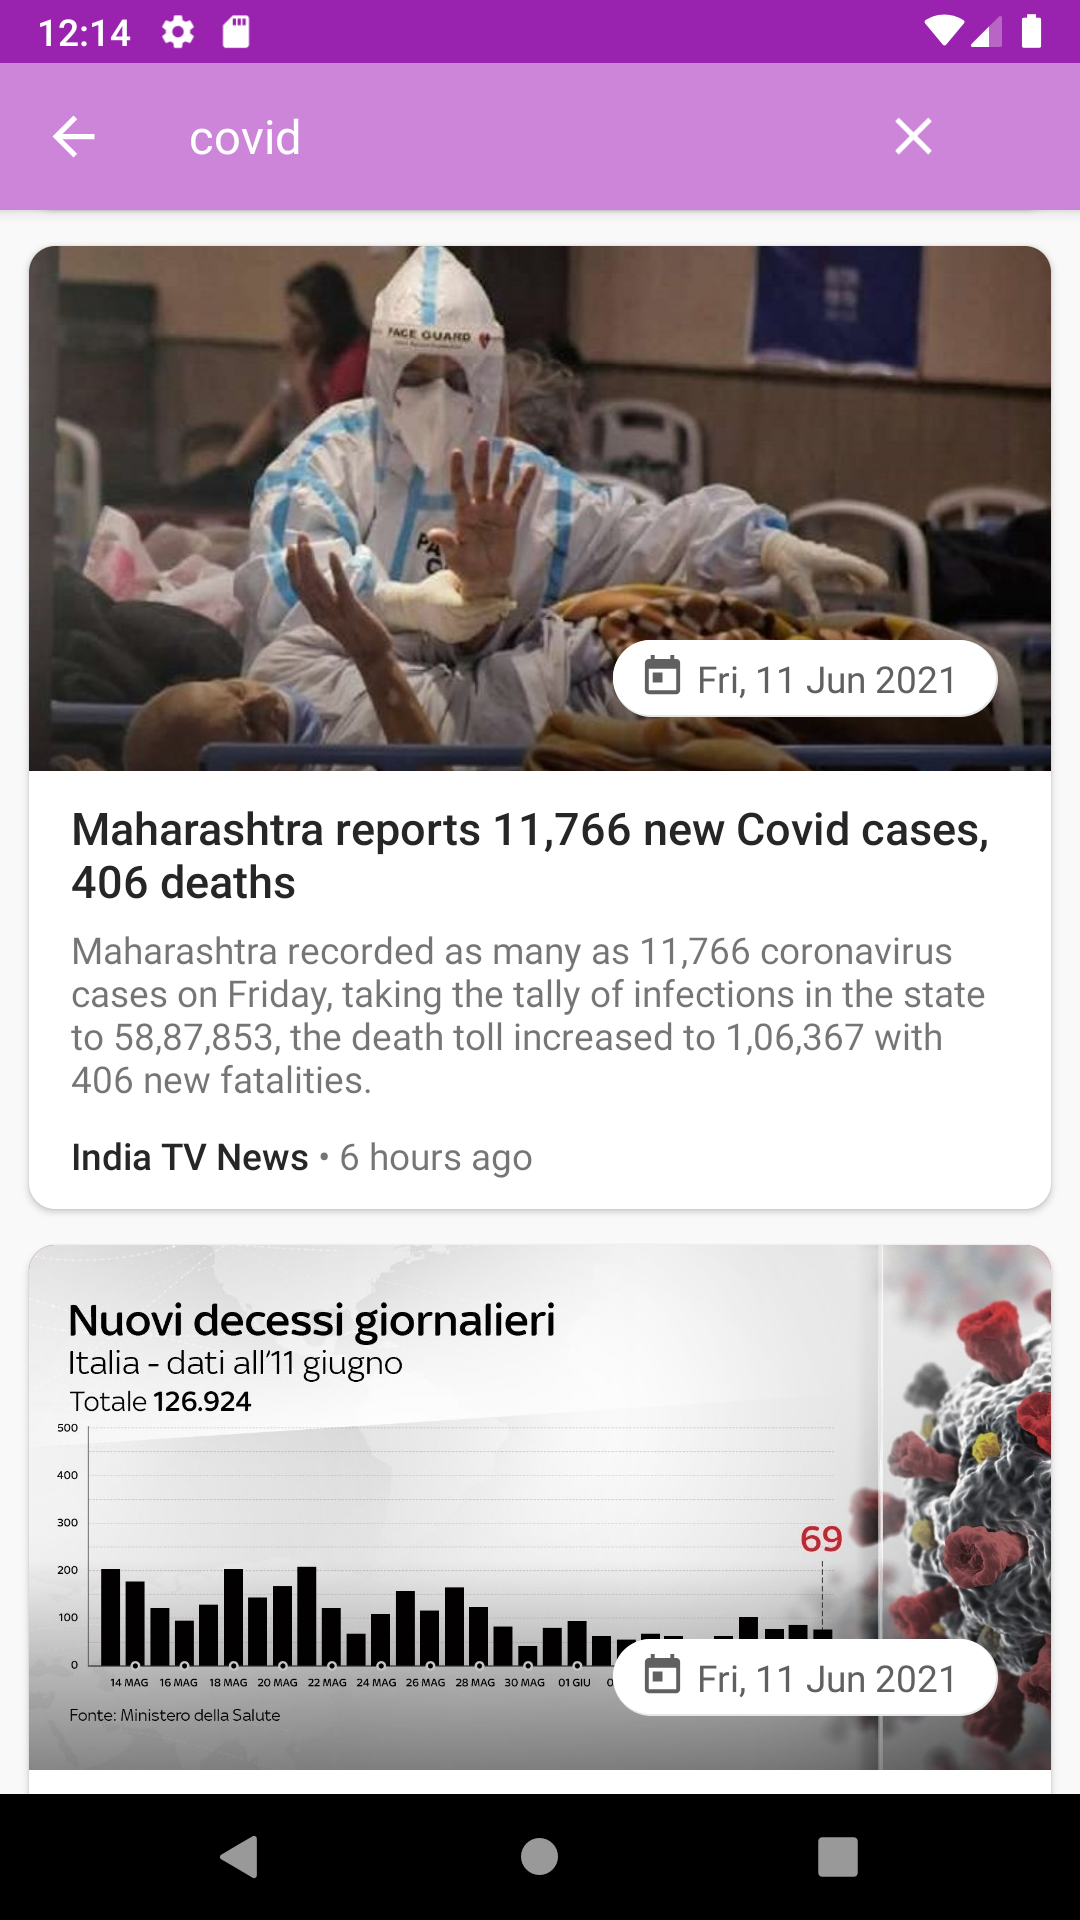 12:14
covid
FACE GUARD
Fri, 11 Jun 2021
Maharashtra reports 11,766 new Covid cases,
406 deaths
Maharashtra recorded as many as 11,766 coronavirus
cases on Friday, taking the tally of infections in the state
to 58,87,853, the death toll increased to 1,06,367 with
406 new fatalities.
India TV News • 6 hours ago
Nuovi decessi giornalieri
Italia - dati all'11 giugno
Totale 126.924
500
400
300
69
200
100
0
14 MAG 16 MAG 18 MAG 20 MAG 22 MAG 24 MAG 26 MAG 28 MAG 30 MAG 01 GIU
Fri, 11 Jun 2021
Fonte: Ministero della Salute